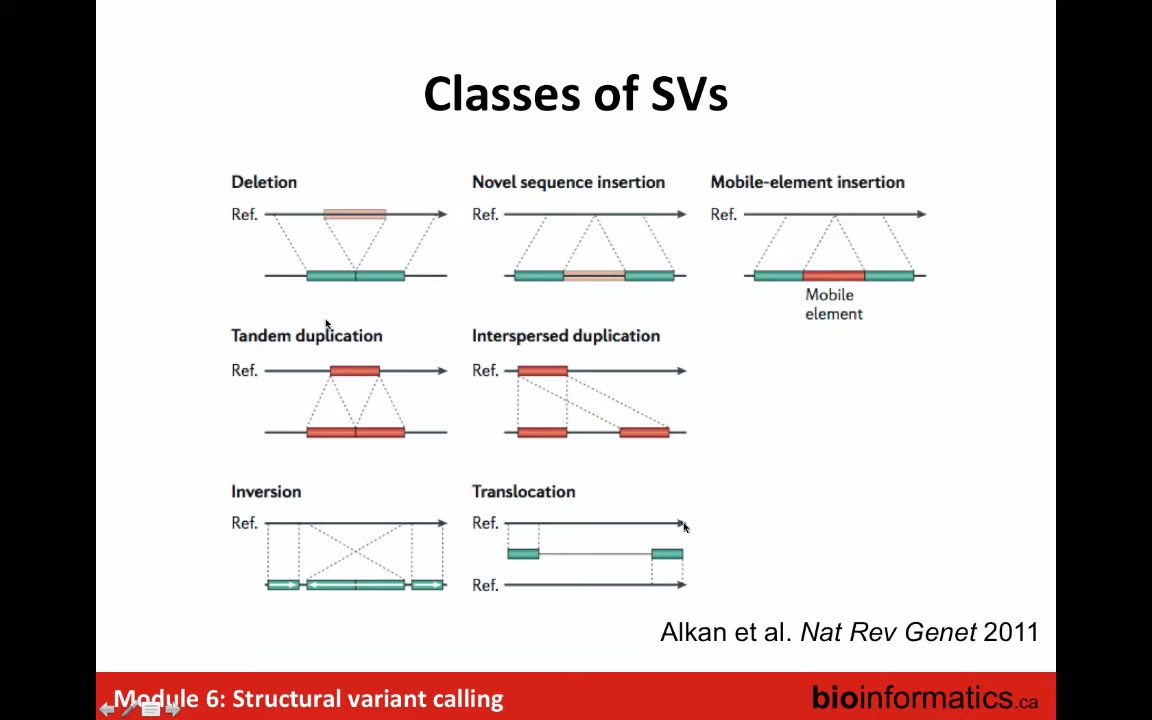 Classes of SVs
Deletion
Ref.
Novel sequence insertion
Ref.
Mobile-element insertion
Ref.
Mobile
element
Tandem duplication
Ref.
Interspersed duplication
Ref.
Inversion
Ref.
Translocation
Ref.
Ref.
Alkan et al. Nat Rev Genet 2011
Module 6: Structural variant calling
bioinformatics.ca